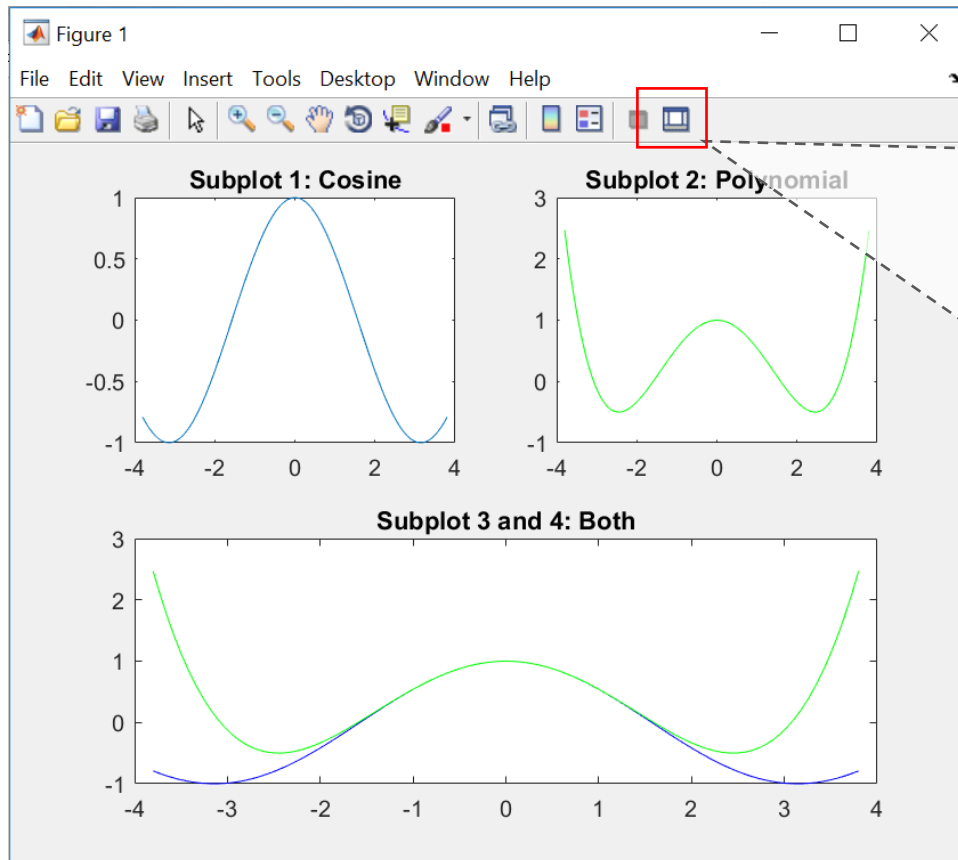 Figure 1
File Edit View Insert Tools Desktop Window Help
Subplot 1: Cosine
1
0.5
0
-0.5
-1
-4 -2 0 2 4
Subplot 2: Polynomial
3
2
1
0
-1
-4 -2 0 2 4
Subplot 3 and 4: Both
3
2
1
0
-1
-4 -3 -2 -1 0 1 2 3 4